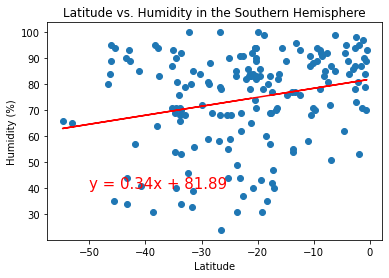 Latitude vs. Humidity in the Southern Hemisphere
Humidity (%)
100
90
80
70
60
50
40
30
y = 0.34x + 81.89
−50 −40 −30 −20 −10 0
Latitude